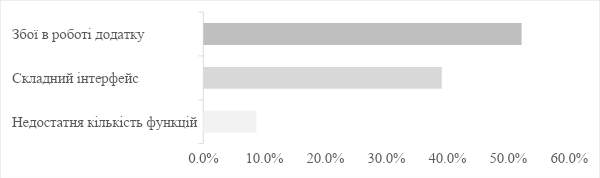 Збої в роботі додатку
Складний інтерфейс
Недостатня кількість функцій
0.0% 10.0% 20.0% 30.0% 40.0% 50.0% 60.0%